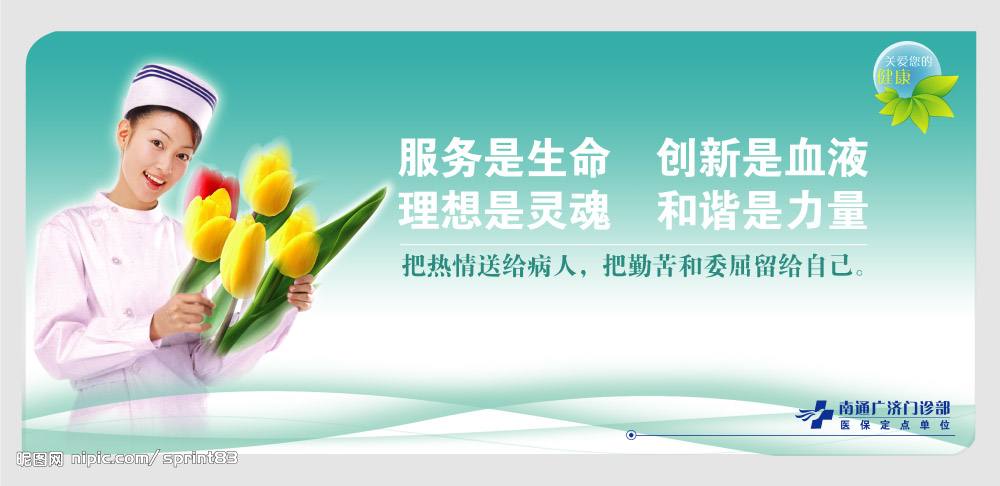 关爱您的
健康
服务是生命 创新是血液
理想是灵魂 和谐是力量
把热情送给病人，把勤苦和委屈留给自己。
南通广济门诊部
医保定点单位
昵图网 nipic.com/sprint83